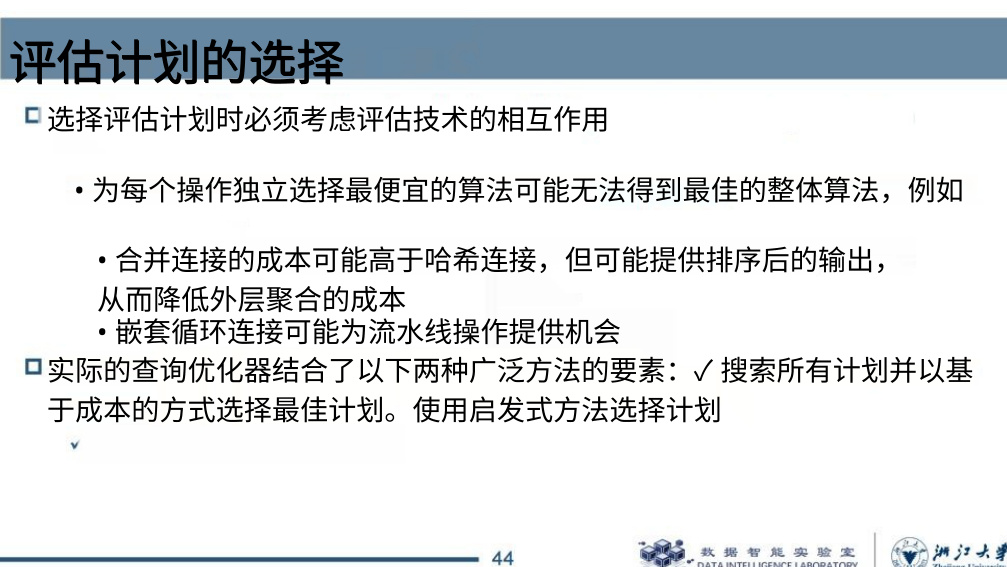 评估计划的选择
选择评估计划时必须考虑评估技术的相互作用
• 为每个操作独立选择最便宜的算法可能无法得到最佳的整体算法，例如
• 合并连接的成本可能高于哈希连接，但可能提供排序后的输出，
从而降低外层聚合的成本
• 嵌套循环连接可能为流水线操作提供机会
实际的查询优化器结合了以下两种广泛方法的要素：✓ 搜索所有计划并以基
于成本的方式选择最佳计划。使用启发式方法选择计划
44
数据智能实验室
DATA INTELLIGENCE LABORATORY
浙江大学
Zhejiang University